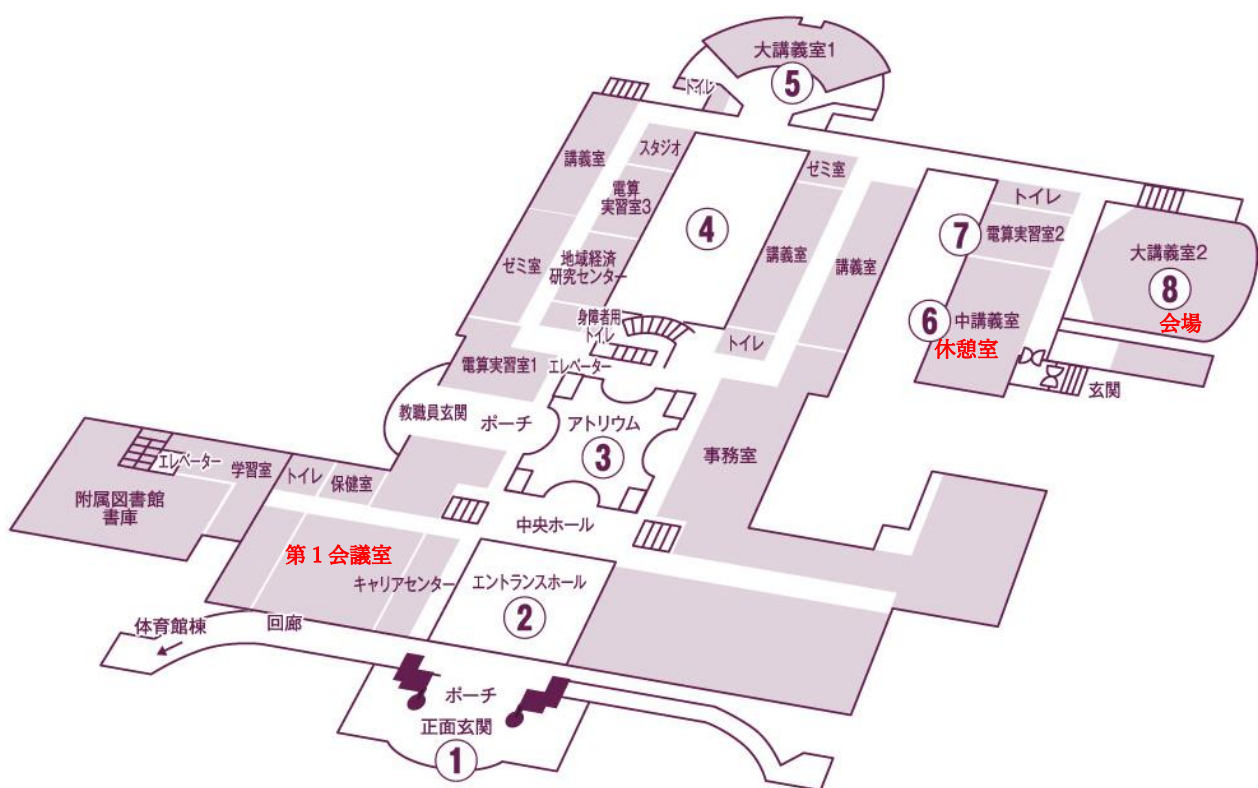 大講義室1
⑤
トイレ
講義室
スタジオ
電算
実習室3
ゼミ室
地域経済
研究センター
身障者用
トイレ
エレベーター
電算実習室1
④
ゼミ室
講義室
トイレ
講義室
トイレ
⑦
電算実習室2
⑥
中講義室
休憩室
大講義室2
⑧
会場
玄関
教職員玄関
ポーチ
アトリウム
③
事務室
エレベーター
学習室
トイレ
保健室
附属図書館
書庫
中央ホール
第1会議室
キャリアセンター
エントランスホール
②
体育館棟
回廊
ポーチ
正面玄関
①